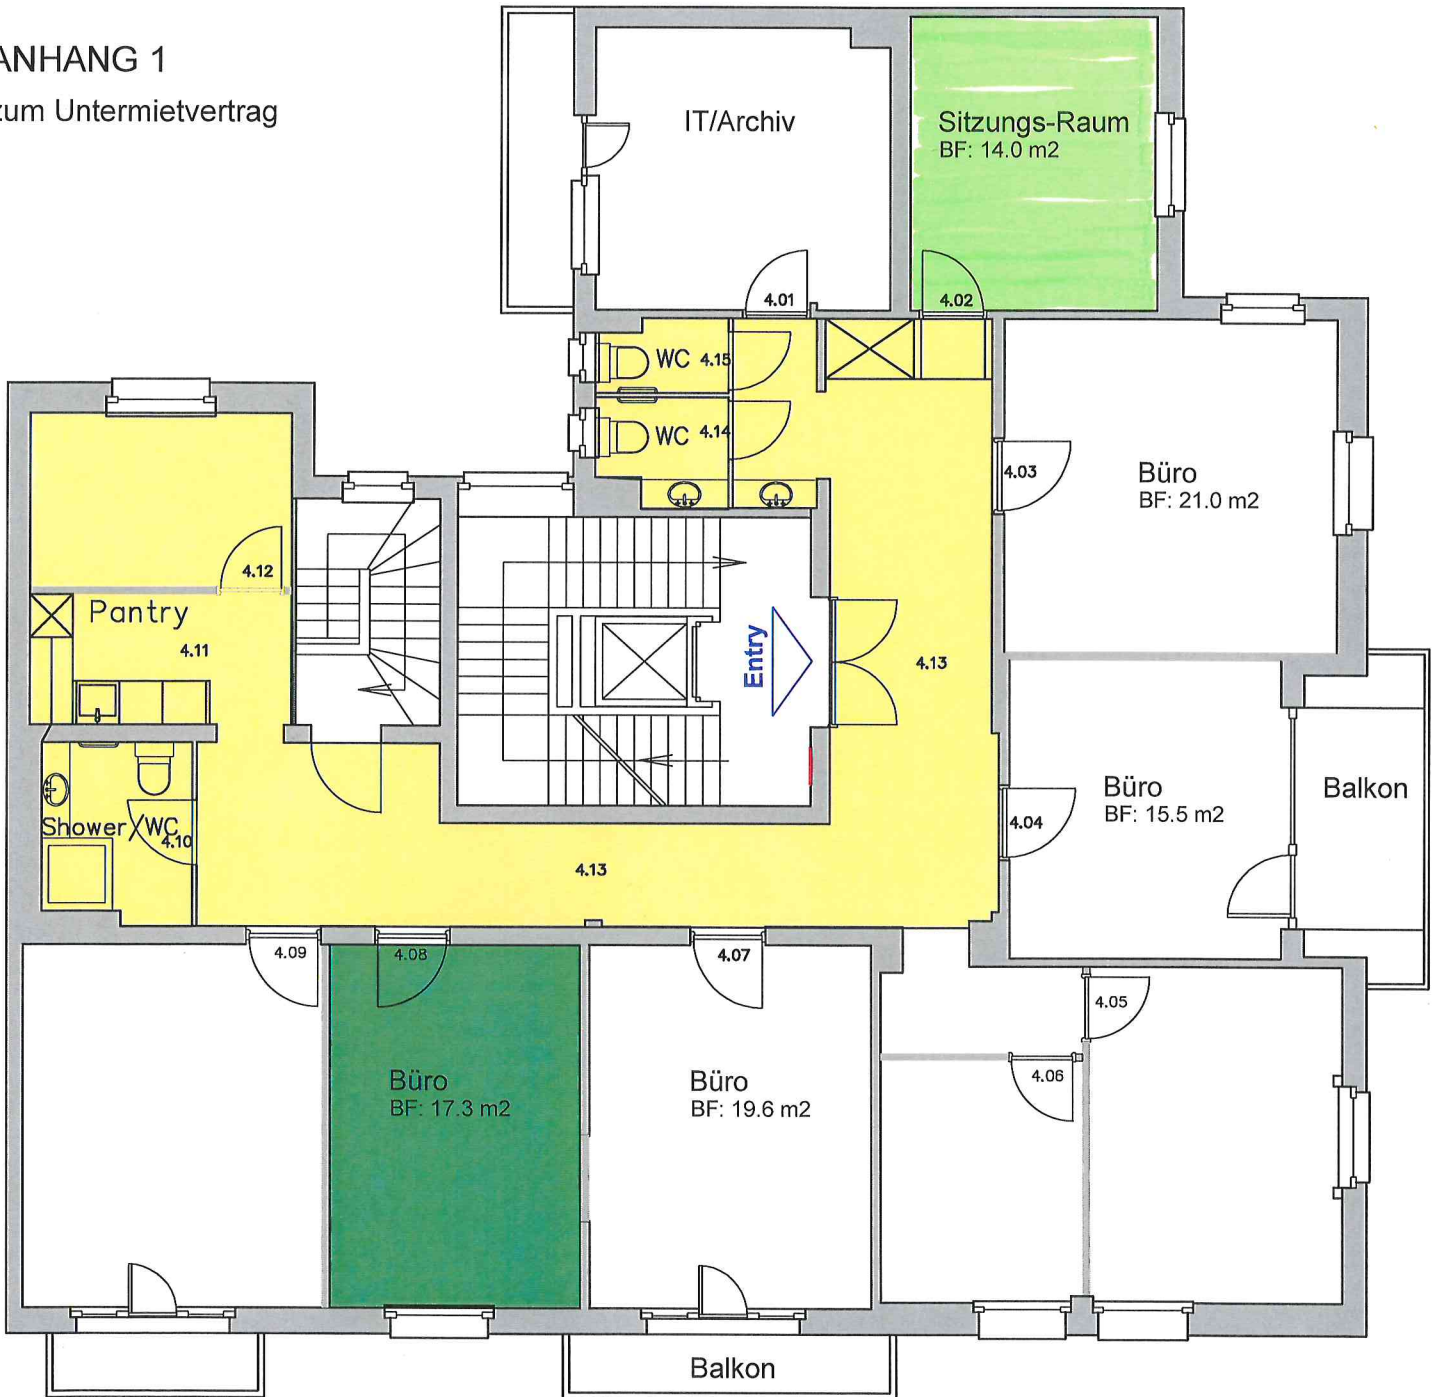 ANHANG 1
zum Untermietvertrag
IT/Archiv
Sitzungs-Raum
BF: 14.0 m2
4.01
4.02
WC 4.15
WC 4.14
4.03
Büro
BF: 21.0 m2
4.12
Pantry
4.11
Entry
4.13
Büro
BF: 15.5 m2
Balkon
4.04
Shower/WC
4.10
4.13
4.09
4.08
4.07
4.05
4.06
Büro
BF: 17.3 m2
Büro
BF: 19.6 m2
Balkon